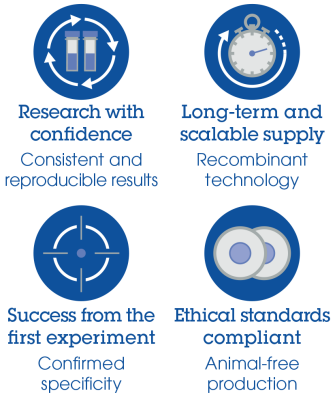 Research with
confidence
Consistent and
reproducible results
Long-term and
scalable supply
Recombinant
technology
Success from the
first experiment
Confirmed
specificity
Ethical standards
compliant
Animal-free
production